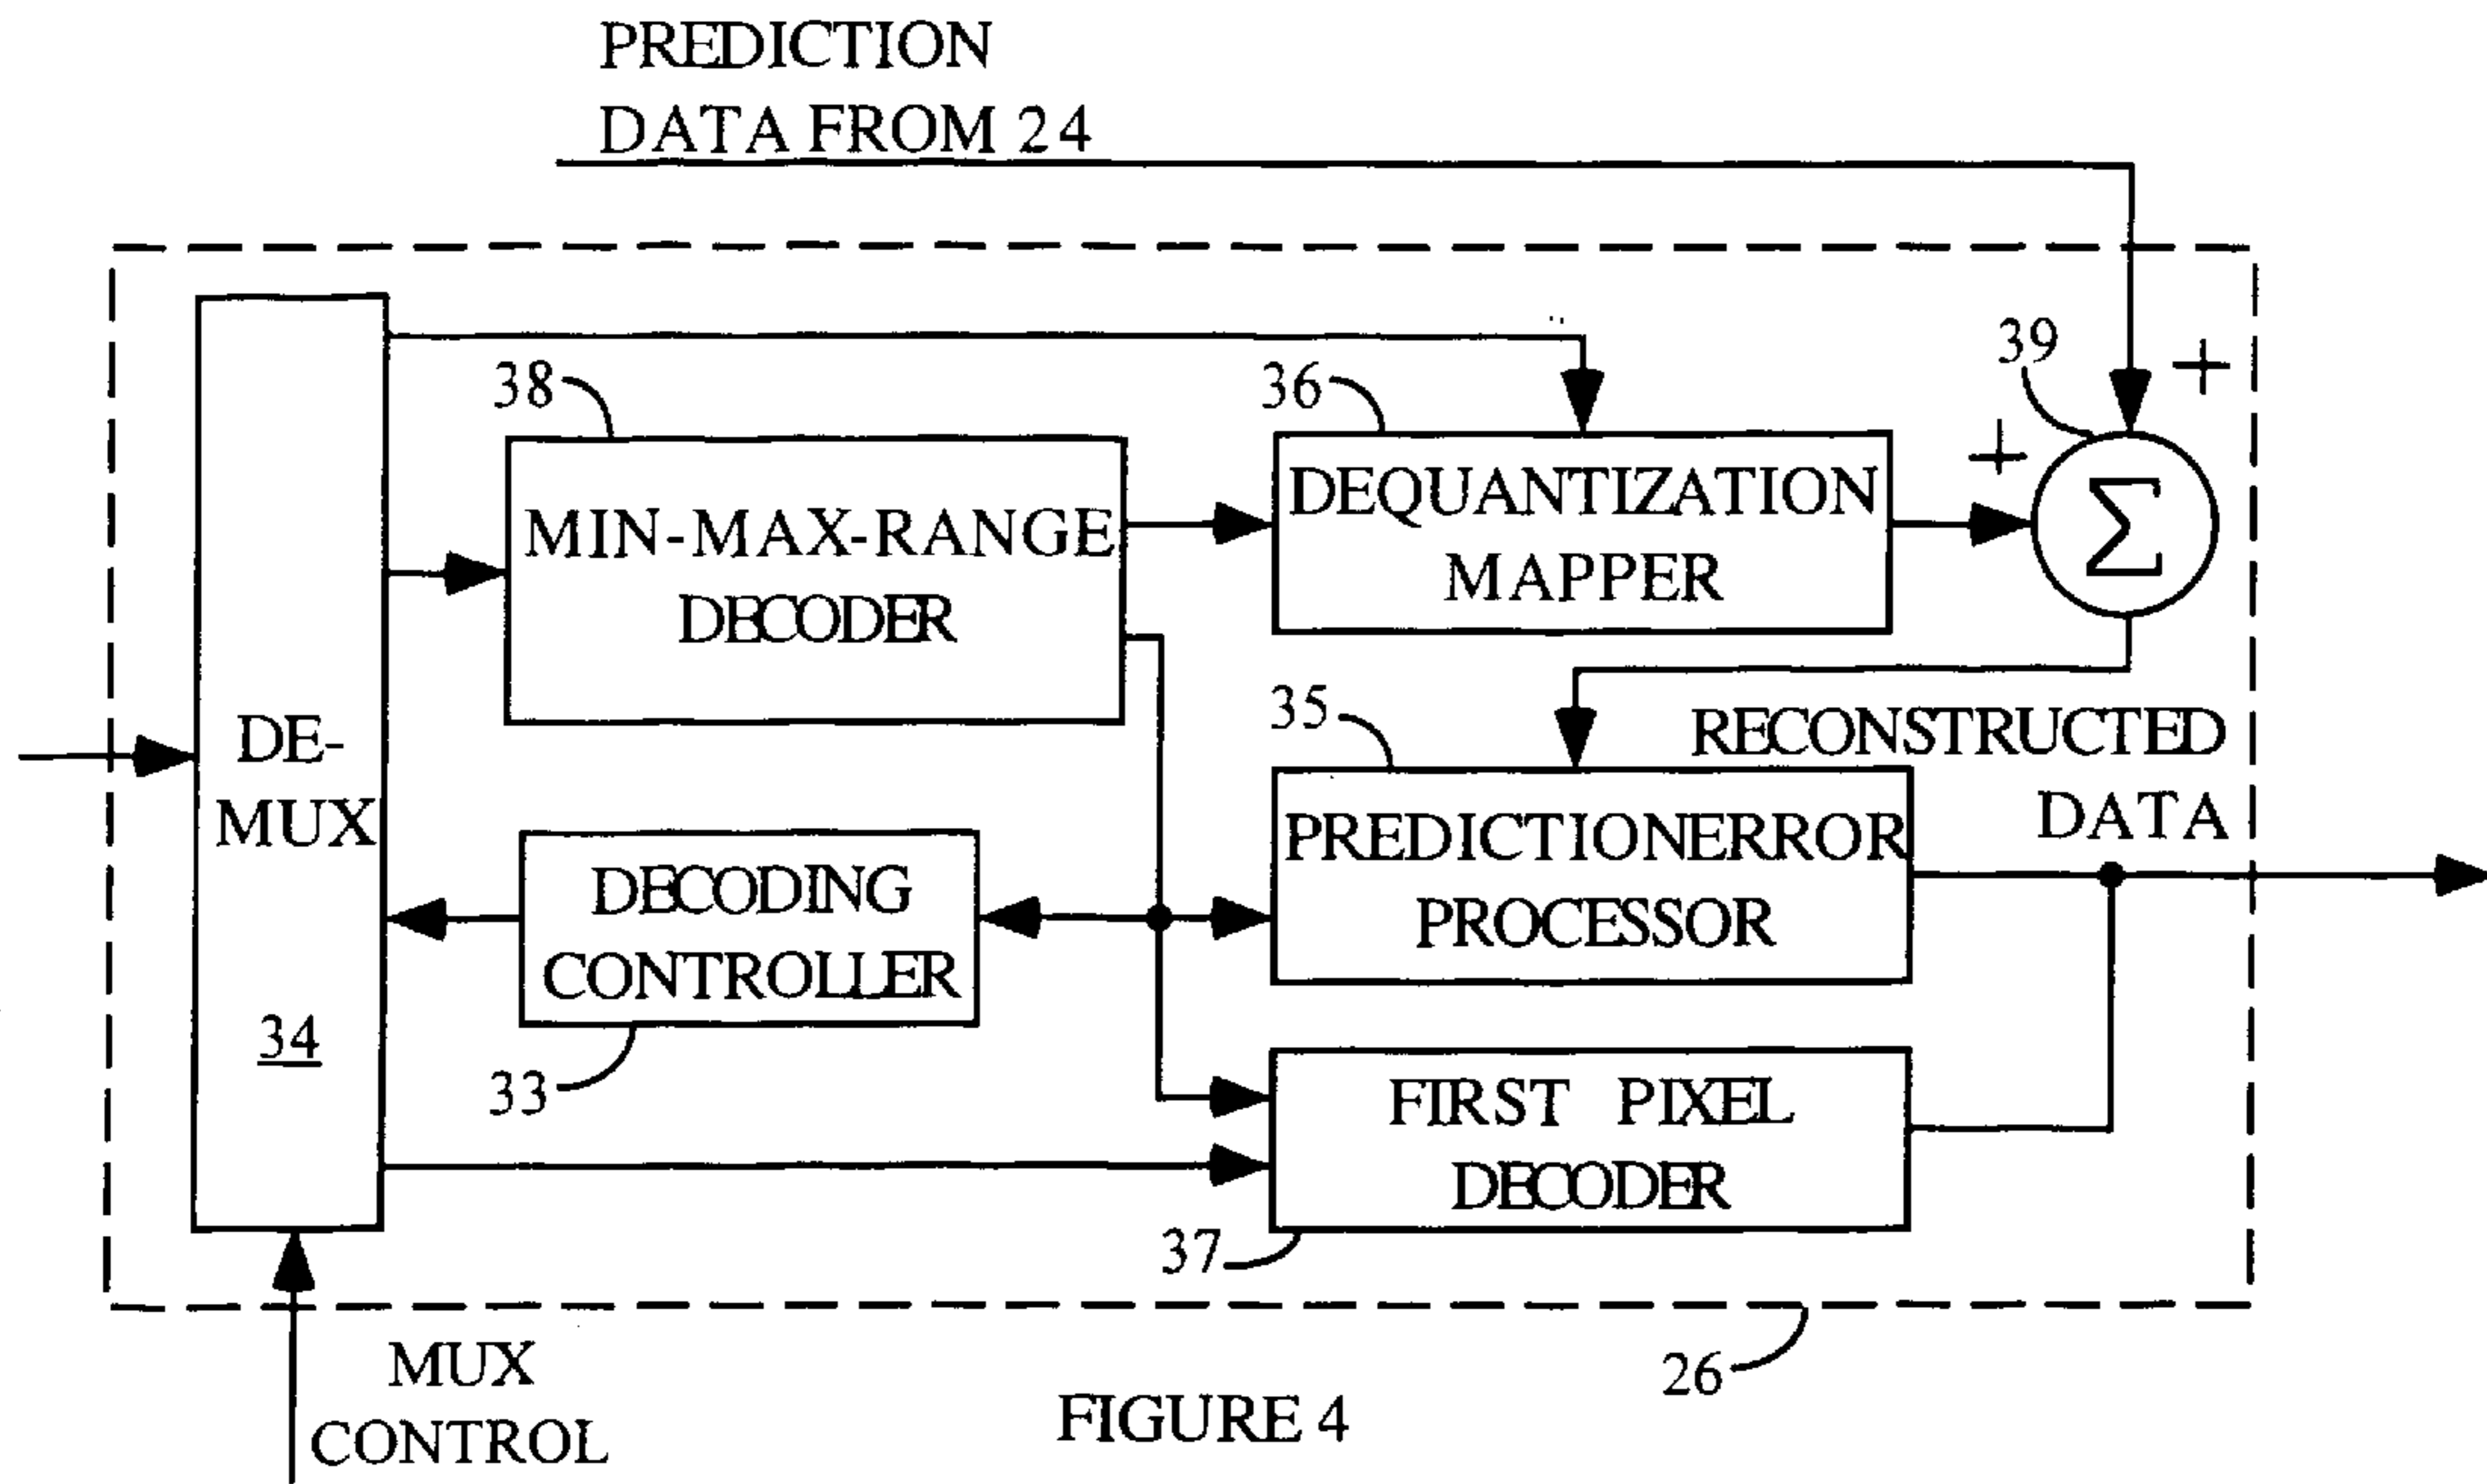 PREDICTION
DATA FROM 24
39
+
38
36
+
DEQUANTIZATION
MAPPER
Σ
MIN-MAX-RANGE
DECODER
35
RECONSTRUCTED
DATA
DE-
MUX
34
PREDICTIONERROR
PROCESSOR
DECODING
CONTROLLER
33
FIRST PIXEL
DECODER
37
26
MUX
CONTROL
FIGURE 4